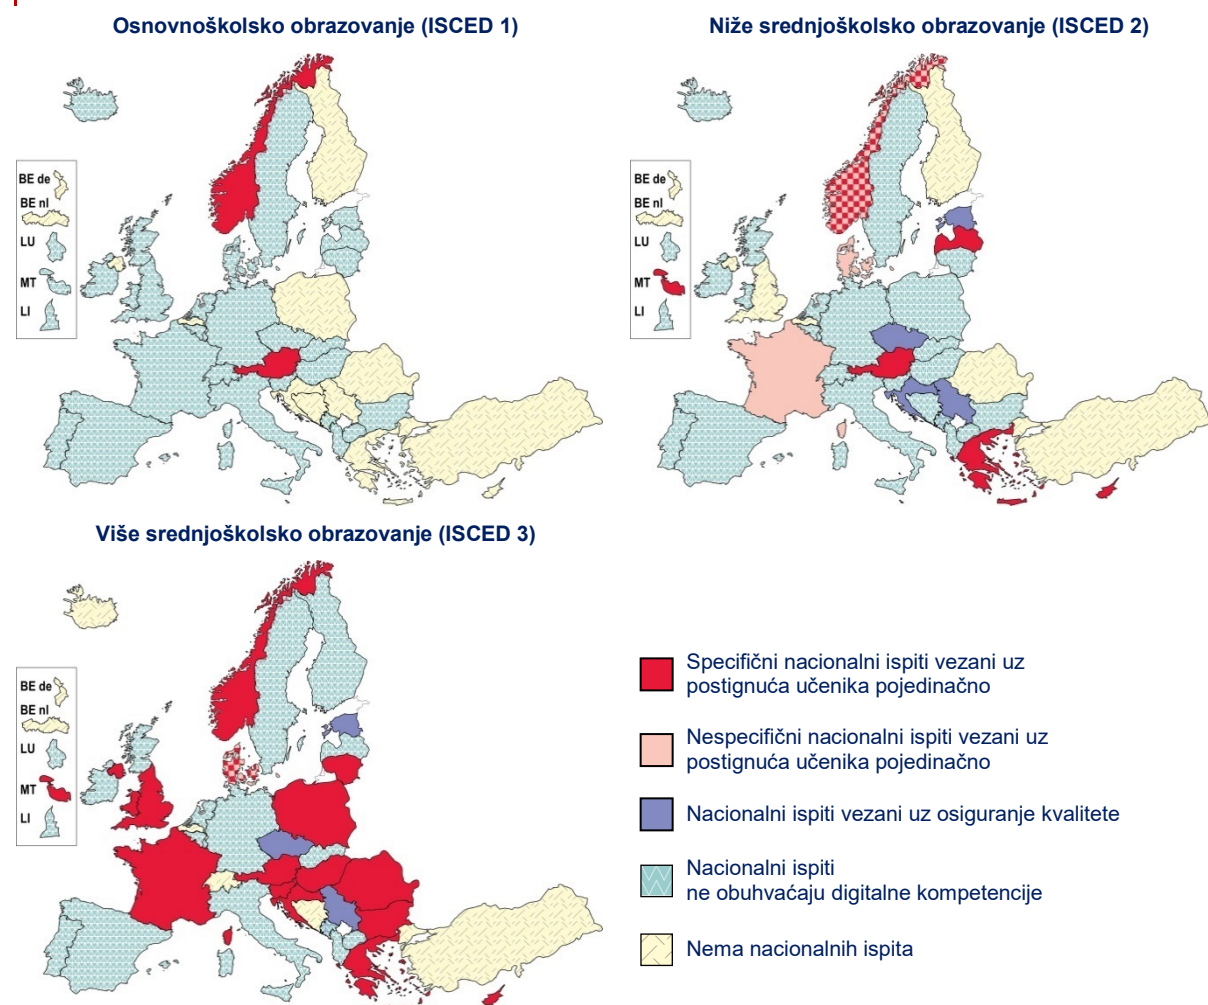 Osnovnoškolsko obrazovanje (ISCED 1)
BE de
BE nl
LU
MT
LI
Niže srednjoškolsko obrazovanje (ISCED 2)
BE de
BE nl
LU
MT
LI
Više srednjoškolsko obrazovanje (ISCED 3)
BE de
BE nl
LU
MT
LI
Specifični nacionalni ispiti vezani uz
postignuća učenika pojedinačno
Nespecifični nacionalni ispiti vezani uz
postignuća učenika pojedinačno
Nacionalni ispiti vezani uz osiguranje kvalitete
Nacionalni ispiti
ne obuhvaćaju digitalne kompetencije
Nema nacionalnih ispita